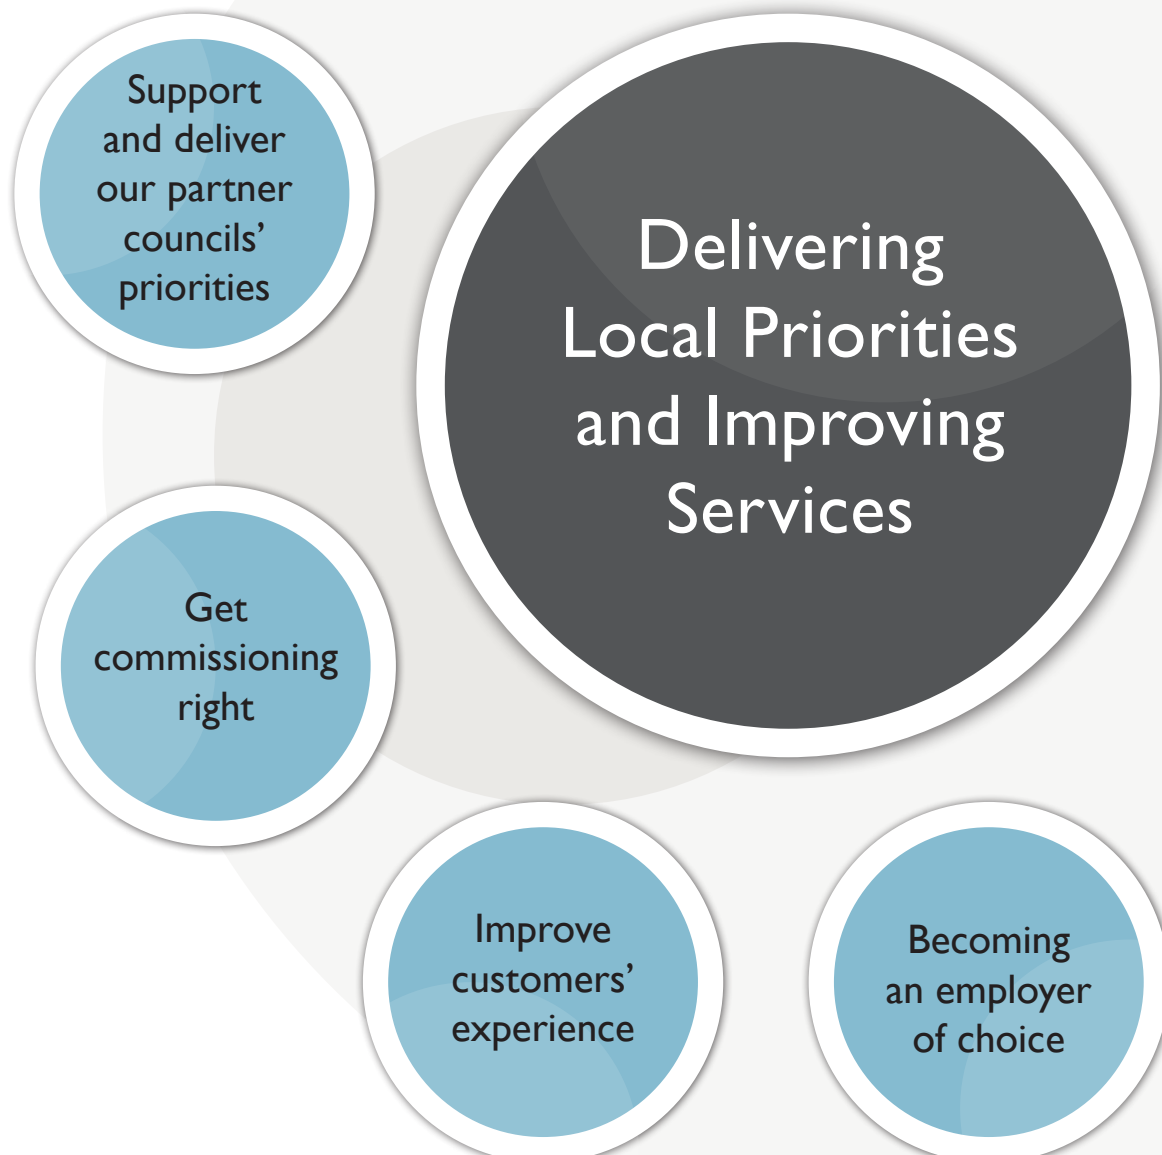 Support
and deliver
our partner
councils’
priorities
Delivering
Local Priorities
and Improving
Services
Get
commissioning
right
Improve
customers’
experience
Becoming
an employer
of choice